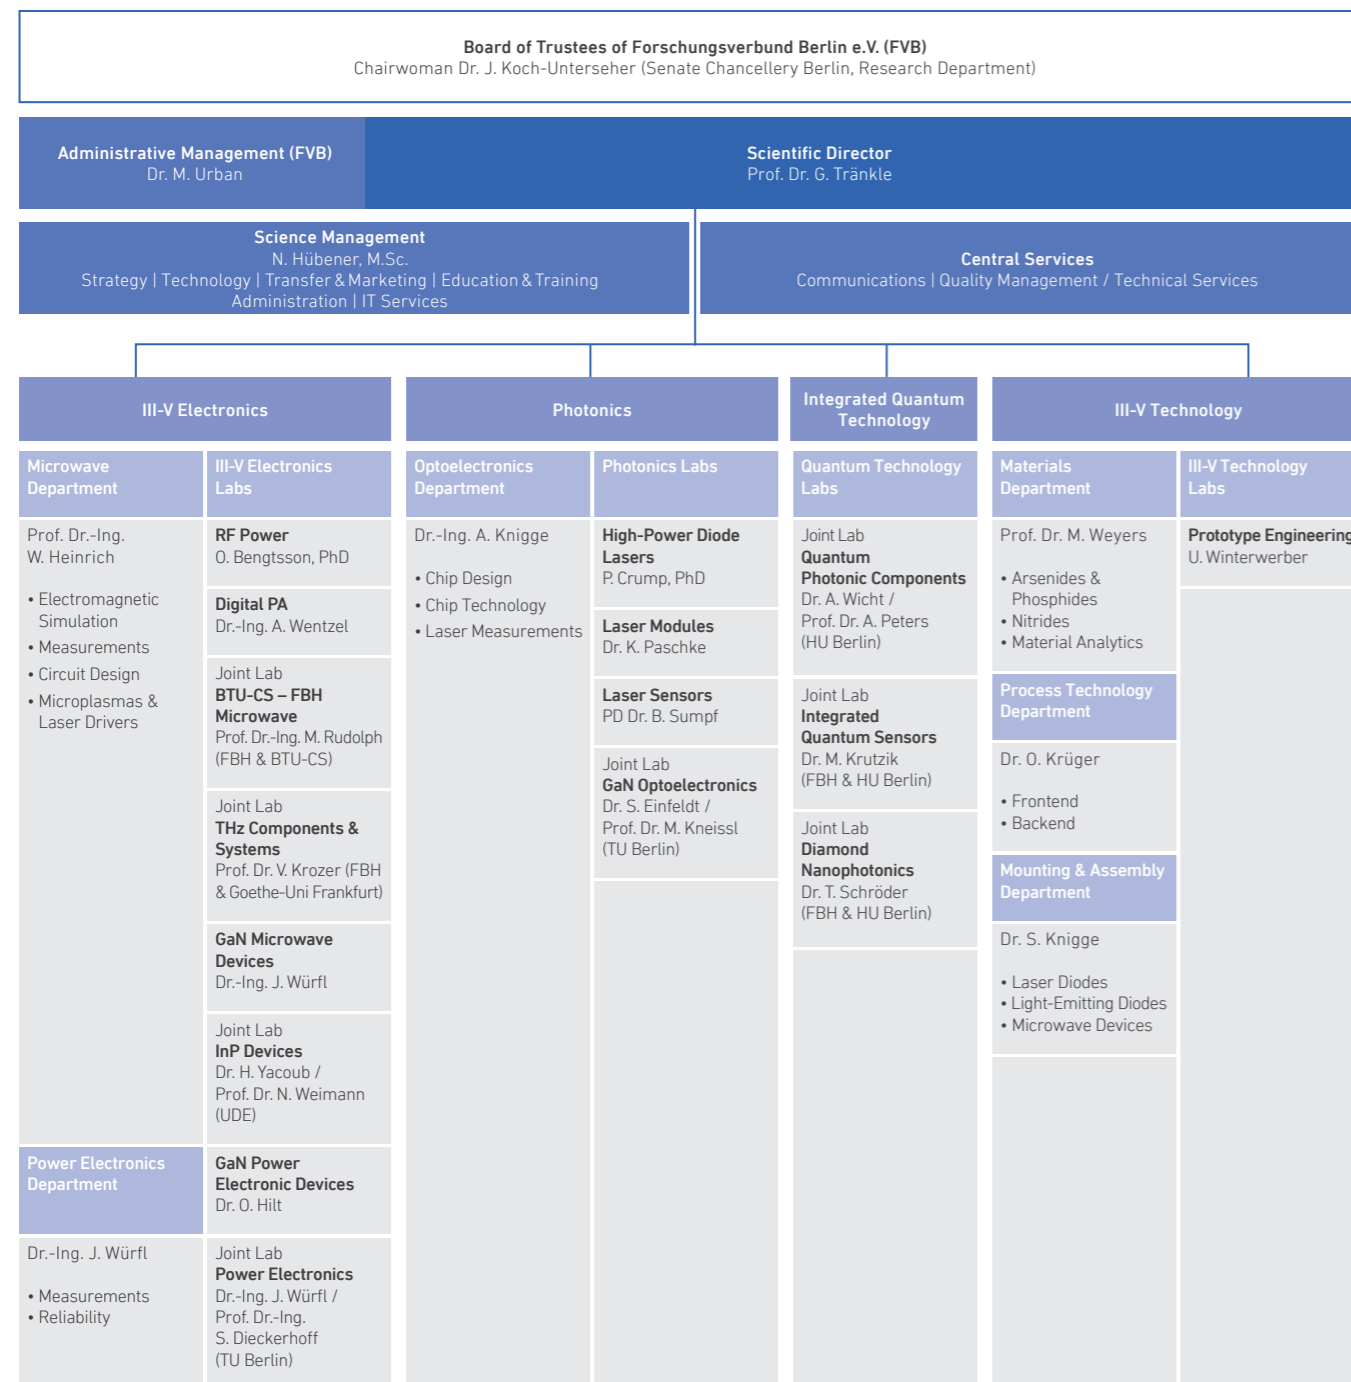 Board of Trustees of Forschungsverbund Berlin e.V. (FVB)
Chairwoman Dr. J. Koch-Unterseher (Senate Chancellery Berlin, Research Department)
Administrative Management (FVB)
Dr. M. Urban
Scientific Director
Prof. Dr. G. Tränkle
Science Management
N. Hübener, M.Sc.
Strategy | Technology | Transfer & Marketing | Education & Training
Administration | IT Services
Central Services
Communications | Quality Management / Technical Services
III-V Electronics
Microwave
Department
Prof. Dr.-Ing.
W. Heinrich
• Electromagnetic
Simulation
• Measurements
• Circuit Design
• Microplasmas &
Laser Drivers
Power Electronics
Department
Dr.-Ing. J. Würfl
• Measurements
• Reliability
III-V Electronics
Labs
RF Power
O. Bengtsson, PhD
Digital PA
Dr.-Ing. A. Wentzel
Joint Lab
BTU-CS – FBH
Microwave
Prof. Dr.-Ing. M. Rudolph
(FBH & BTU-CS)
Joint Lab
THz Components &
Systems
Prof. Dr. V. Krozer (FBH
& Goethe-Uni Frankfurt)
GaN Microwave
Devices
Dr.-Ing. J. Würfl
Joint Lab
InP Devices
Dr. H. Yacoub /
Prof. Dr. N. Weimann
(UDE)
GaN Power
Electronic Devices
Dr. O. Hilt
Joint Lab
Power Electronics
Dr.-Ing. J. Würfl /
Prof. Dr.-Ing.
S. Dieckerhoff
(TU Berlin)
Photonics
Optoelectronics
Department
Dr.-Ing. A. Knigge
• Chip Design
• Chip Technology
• Laser Measurements
Photonics Labs
High-Power Diode
Lasers
P. Crump, PhD
Laser Modules
Dr. K. Paschke
Laser Sensors
PD Dr. B. Sumpf
Joint Lab
GaN Optoelectronics
Dr. S. Einfeldt /
Prof. Dr. M. Kneissl
(TU Berlin)
Integrated Quantum
Technology
Quantum Technology
Labs
Joint Lab
Quantum
Photonic Components
Dr. A. Wicht /
Prof. Dr. A. Peters
(HU Berlin)
Joint Lab
Integrated
Quantum Sensors
Dr. M. Krutzik
(FBH & HU Berlin)
Joint Lab
Diamond
Nanophotonics
Dr. T. Schröder
(FBH & HU Berlin)
III-V Technology
Materials
Department
Prof. Dr. M. Weyers
• Arsenides &
Phosphides
• Nitrides
• Material Analytics
Process Technology
Department
Dr. O. Krüger
• Frontend
• Backend
Mounting & Assembly
Department
Dr. S. Knigge
• Laser Diodes
• Light-Emitting Diodes
• Microwave Devices
III-V Technology
Labs
Prototype Engineering
U. Winterwerber